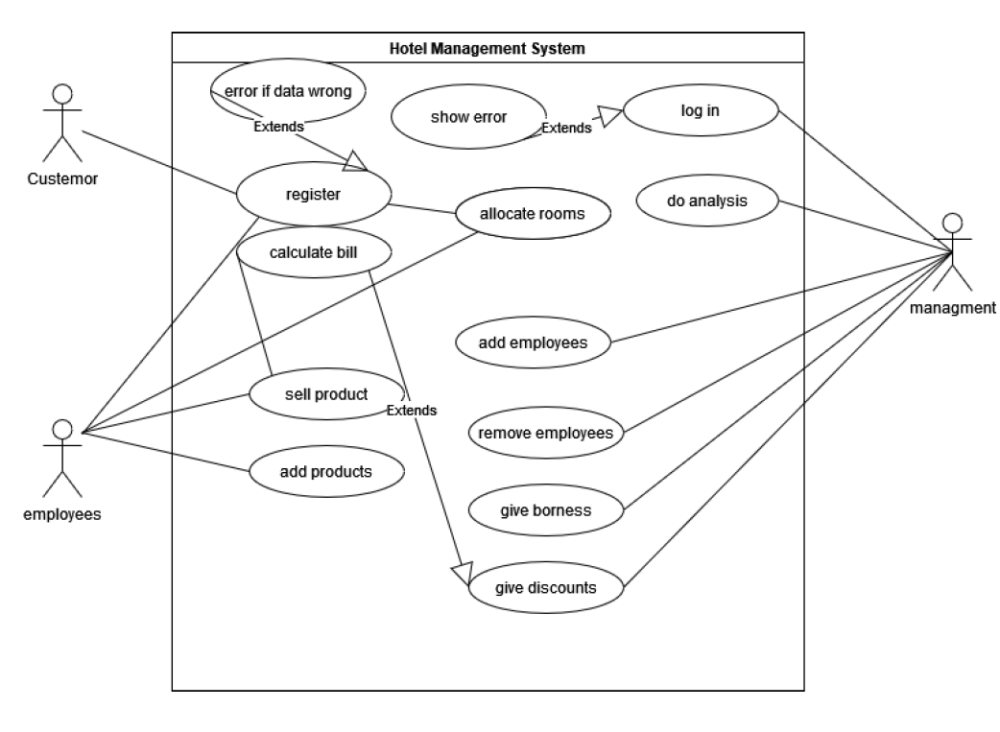 Hotel Management System
error if data wrong
Extends
show error
Extends
log in
Custemor
register
allocate rooms
do analysis
calculate bill
managment
add employees
sell product
Extends
remove employees
add products
employees
give borness
give discounts